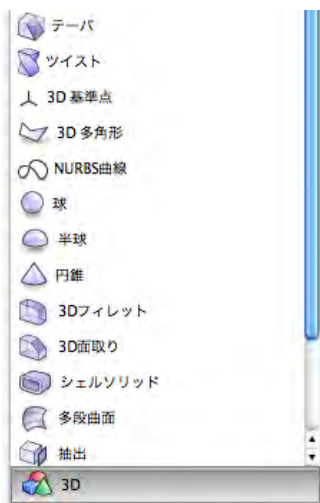 テーパ
ツイスト
3D 基準点
3D 多角形
NURBS曲線
球
半球
円錐
3Dフィレット
3D面取り
シェルソリッド
多段曲面
抽出
3D